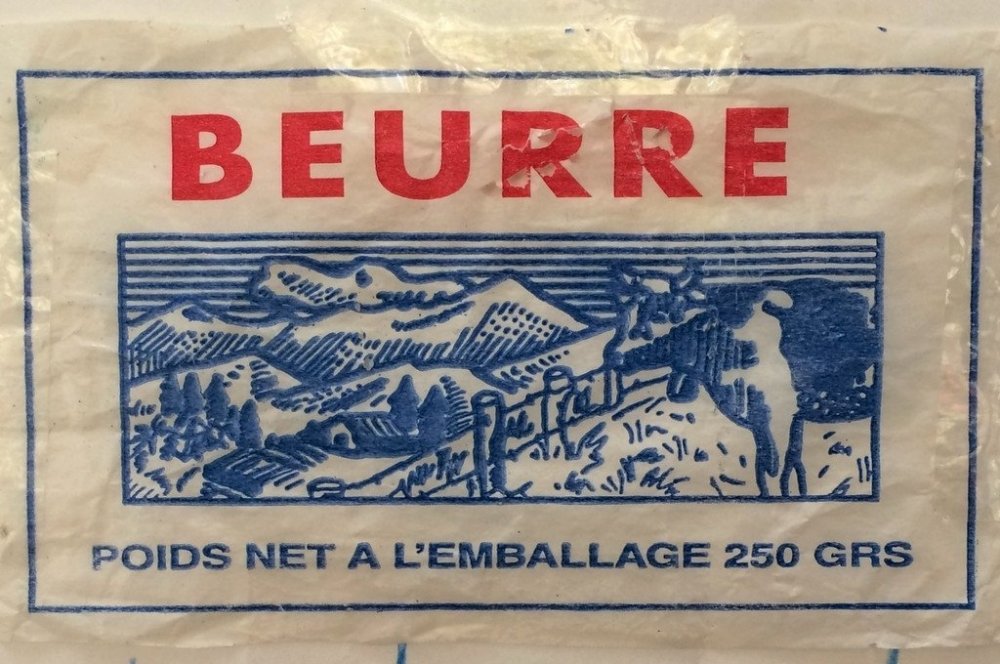 BEURRE
POIDS NET A L'EMBALLAGE 250 GRS